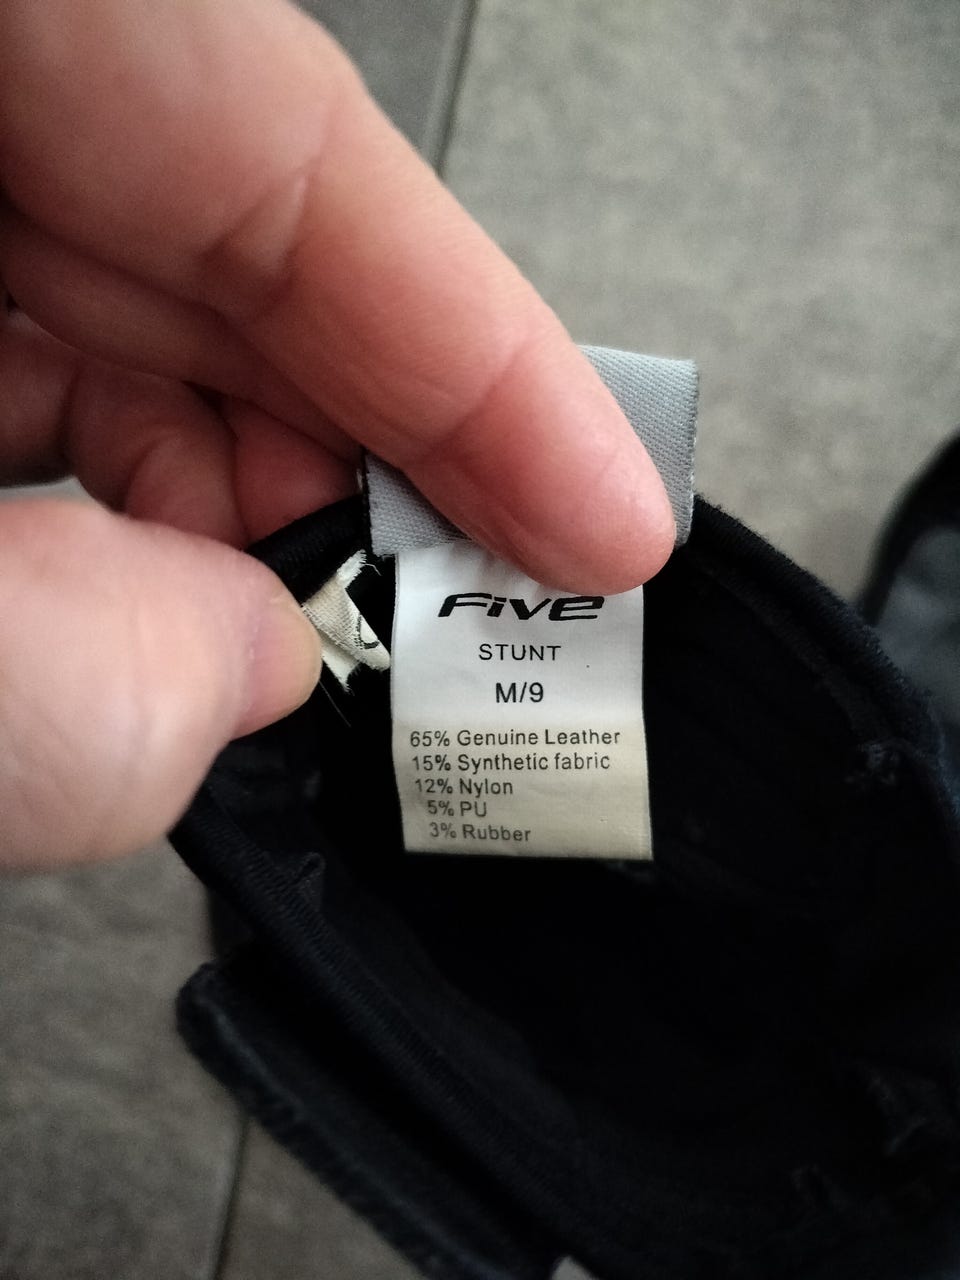 Five
STUNT
M/9
65% Genuine Leather
15% Synthetic fabric
12% Nylon
5% PU
3% Rubber